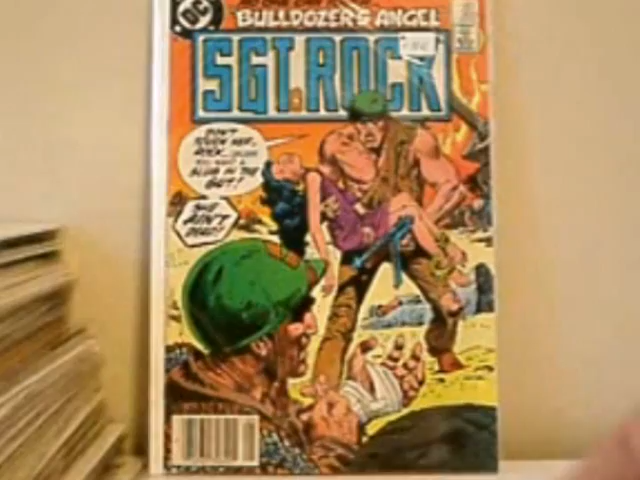 DC
BULLDOZER'S ANGEL
SGT. ROCK
DON'T
TOUCH HER,
ROCK...
YOU WANT A
SLUG IN THE
GUT!
SHE
AIN'T
DEAD!